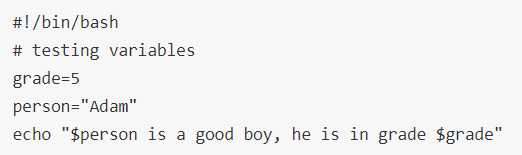 #!/bin/bash
# testing variables
grade=5
person="Adam"
echo "$person is a good boy, he is in grade $grade"